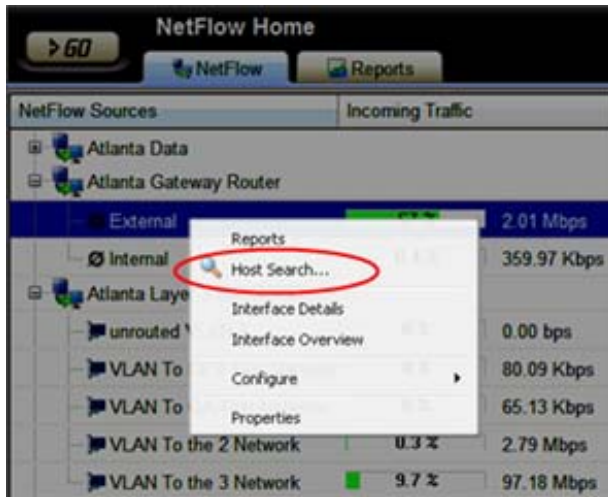 NetFlow Home
>GO
NetFlow
Reports
NetFlow Sources
Incoming Traffic
Atlanta Data
Atlanta Gateway Router
External
2.01 Mbps
Internal
359.97 Kbps
Atlanta Laye
unrouted
0.00 bps
VLAN To
80.09 Kbps
VLAN To
65.13 Kbps
VLAN To the 2 Network
0.3 %
2.79 Mbps
VLAN To the 3 Network
9.7 %
97.18 Mbps
Reports
Host Search...
Interface Details
Interface Overview
Configure
Properties